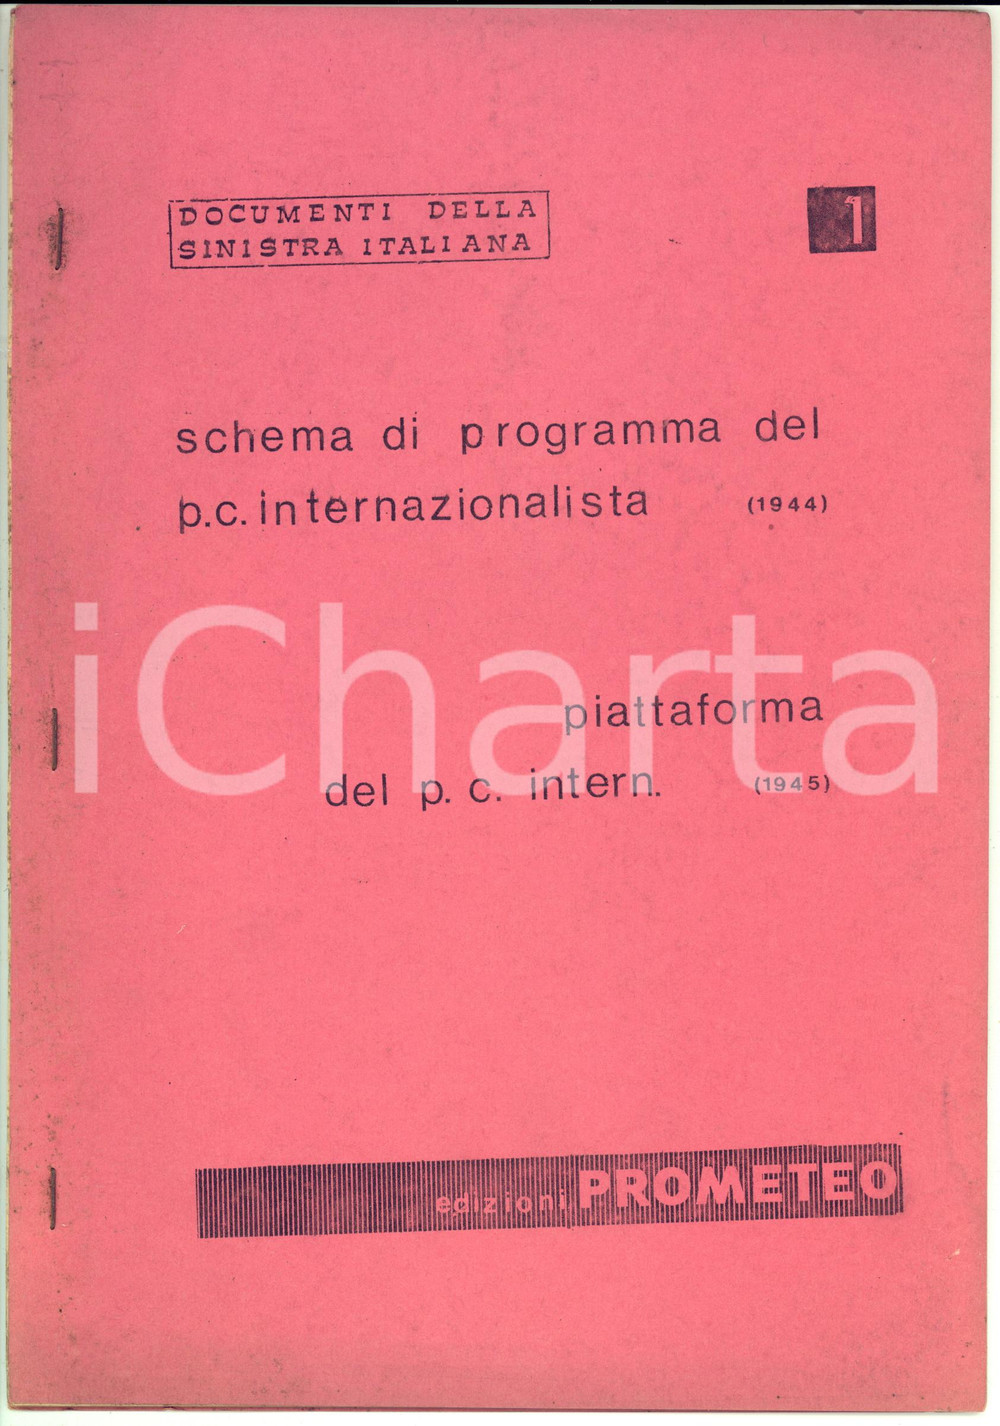 DOCUMENTI DELLA
SINISTRA ITALIANA
1
schema di programma del
p.c. internazionalista (1944)
iCharta
piattaforma
del p. c. intern. (1945)
edizioni PROMETEO